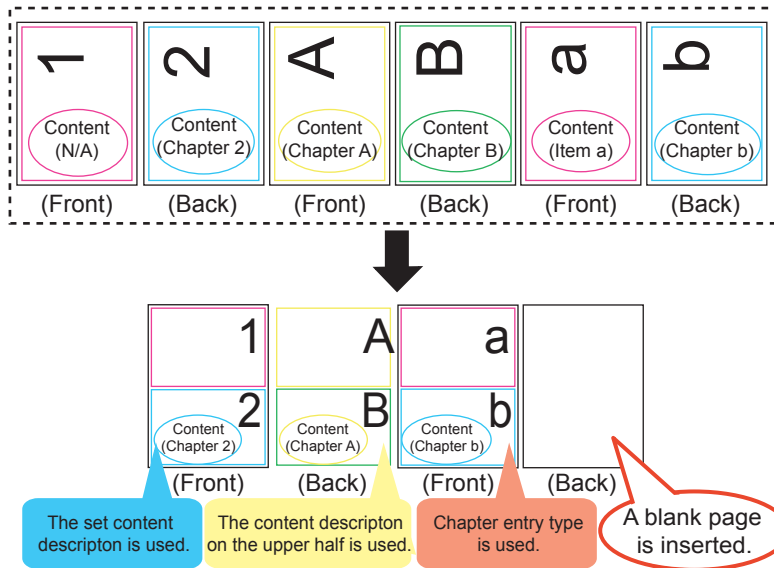 1
2
A
B
a
b
Content
(N/A)
Content
(Chapter 2)
Content
(Chapter A)
Content
(Chapter B)
Content
(Item a)
Content
(Chapter b)
(Front)
(Back)
(Front)
(Back)
(Front)
(Back)
1
A
a
2
B
b
Content
(Chapter 2)
Content
(Chapter A)
Content
(Chapter b)
(Front)
(Back)
(Front)
(Back)
The set content
descripton is used.
The content descripton
on the upper half is used.
Chapter entry type
is used.
A blank page
is inserted.